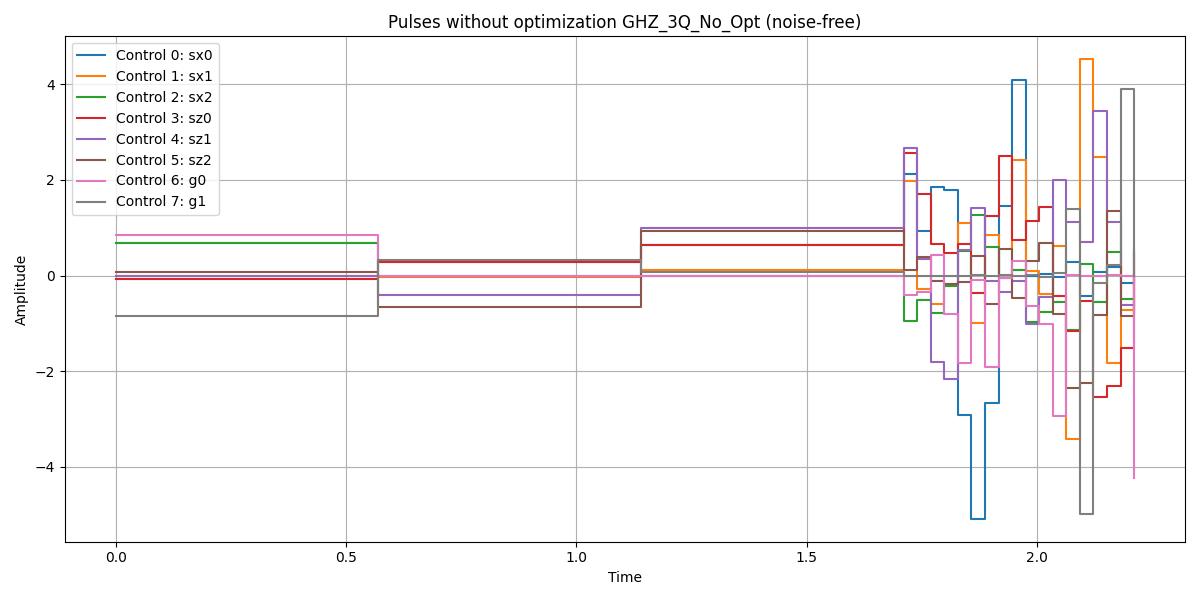 Pulses without optimization GHZ_3Q_No_Opt (noise-free)
Control 0: sx0
Control 1: sx1
Control 2: sx2
Control 3: sz0
Control 4: sz1
Control 5: sz2
Control 6: g0
Control 7: g1
Amplitude
4
2
0
−2
−4
0.0 0.5 1.0 1.5 2.0
Time